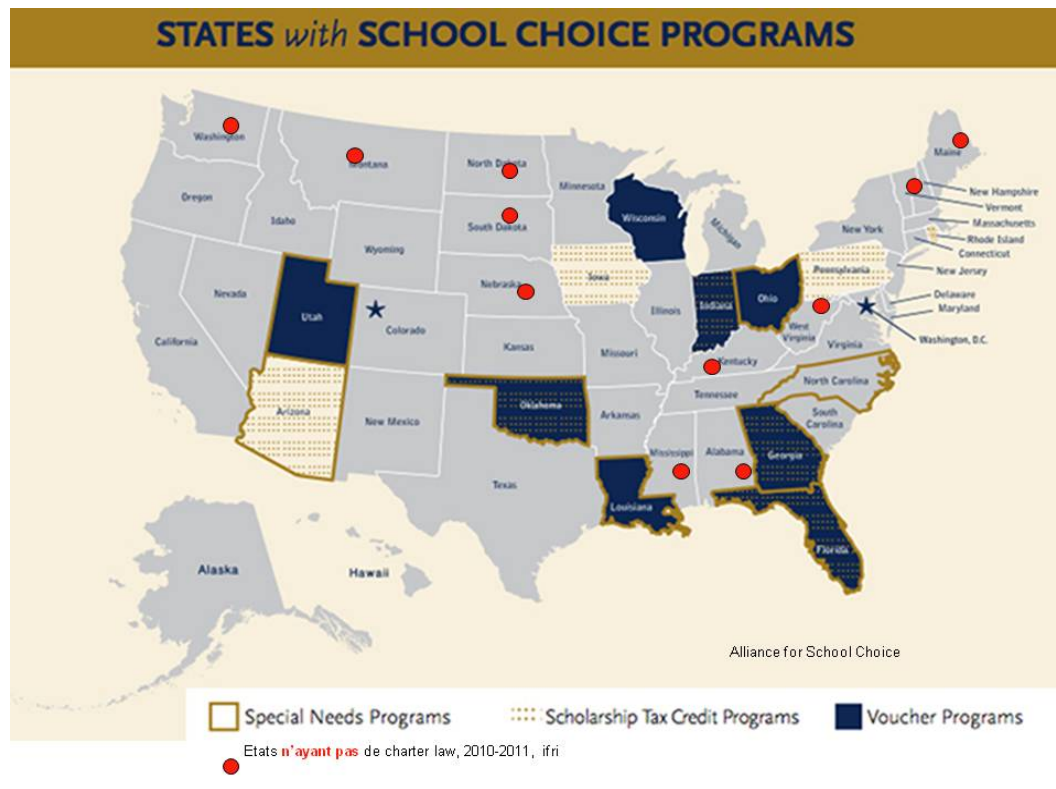 STATES with SCHOOL CHOICE PROGRAMS
Washington
Montana
North Dakota
Minnesota
Maine
New Hampshire
Vermont
Massachusetts
Rhode Island
Connecticut
Oregon
Idaho
South Dakota
Wisconsin
Michigan
New York
Wyoming
Iowa
Pennsylvania
New Jersey
Nebraska
Nevada
Utah
Illinois
Indiana
Ohio
Delaware
Maryland
West
Virginia
Colorado
Washington, D.C.
California
Kansas
Missouri
Kentucky
Virginia
Tennessee
North Carolina
Arizona
Oklahoma
Arkansas
South
Carolina
New Mexico
Mississippi
Alabama
Georgia
Texas
Louisiana
Florida
Alaska
Hawaii
Alliance for School Choice
Special Needs Programs
Scholarship Tax Credit Programs
Voucher Programs
Etats n'ayant pas de charter law, 2010-2011, ifri